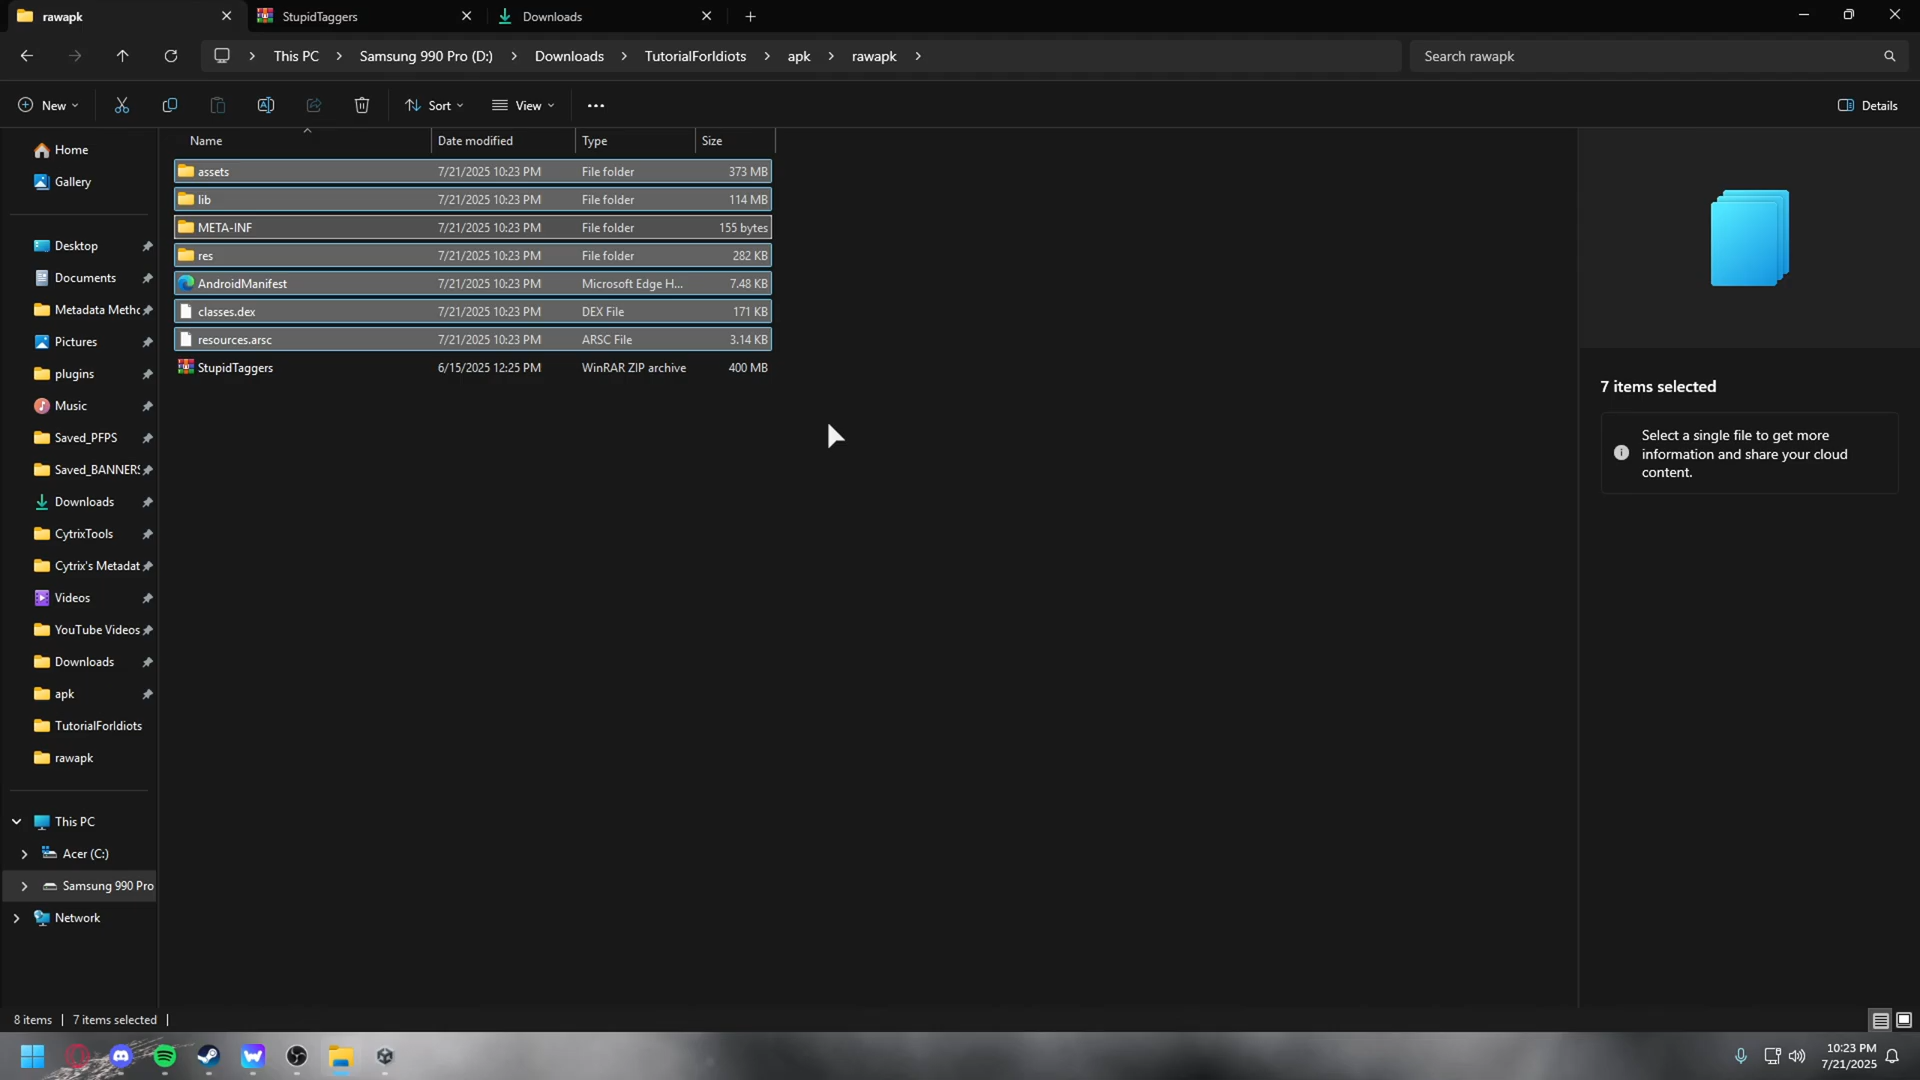 rawapk
StupidTaggers
Downloads
This PC
Samsung 990 Pro (D:)
Downloads
TutorialForIdiots
apk
rawapk
Search rawapk
New
Sort
View
Details
Name Date modified Type Size
Home
Gallery
Desktop
Documents
Metadata Methc
Pictures
plugins
Music
Saved_PFPS
Saved_BANNERS
Downloads
CytrixTools
Cytrix's Metadat
Videos
YouTube Videos
Downloads
apk
TutorialForIdiots
rawapk
This PC
Acer (C:)
Samsung 990 Pro
Network
assets 7/21/2025 10:23 PM File folder 373 MB
lib 7/21/2025 10:23 PM File folder 114 MB
META-INF 7/21/2025 10:23 PM File folder 155 bytes
res 7/21/2025 10:23 PM File folder 282 KB
AndroidManifest 7/21/2025 10:23 PM Microsoft Edge H... 7.48 KB
classes.dex 7/21/2025 10:23 PM DEX File 171 KB
resources.arsc 7/21/2025 10:23 PM ARSC File 3.14 KB
StupidTaggers 6/15/2025 12:25 PM WinRAR ZIP archive 400 MB
7 items selected
Select a single file to get more
information and share your cloud
content.
8 items 7 items selected
10:23 PM
7/21/2025